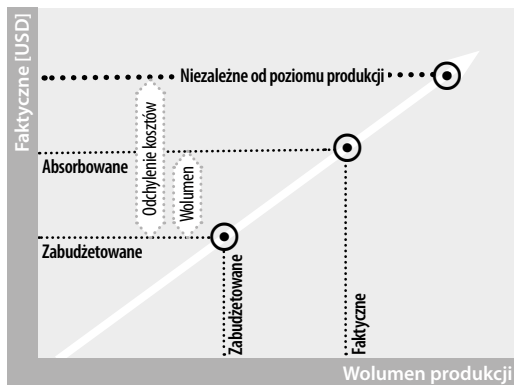 Faktyczne [USD]
Niezależne od poziomu produkcji
Odchylenie kosztów
Absorbowane
Wolumen
Zabudżetowane
Zabudżetowane
Faktyczne
Wolumen produkcji